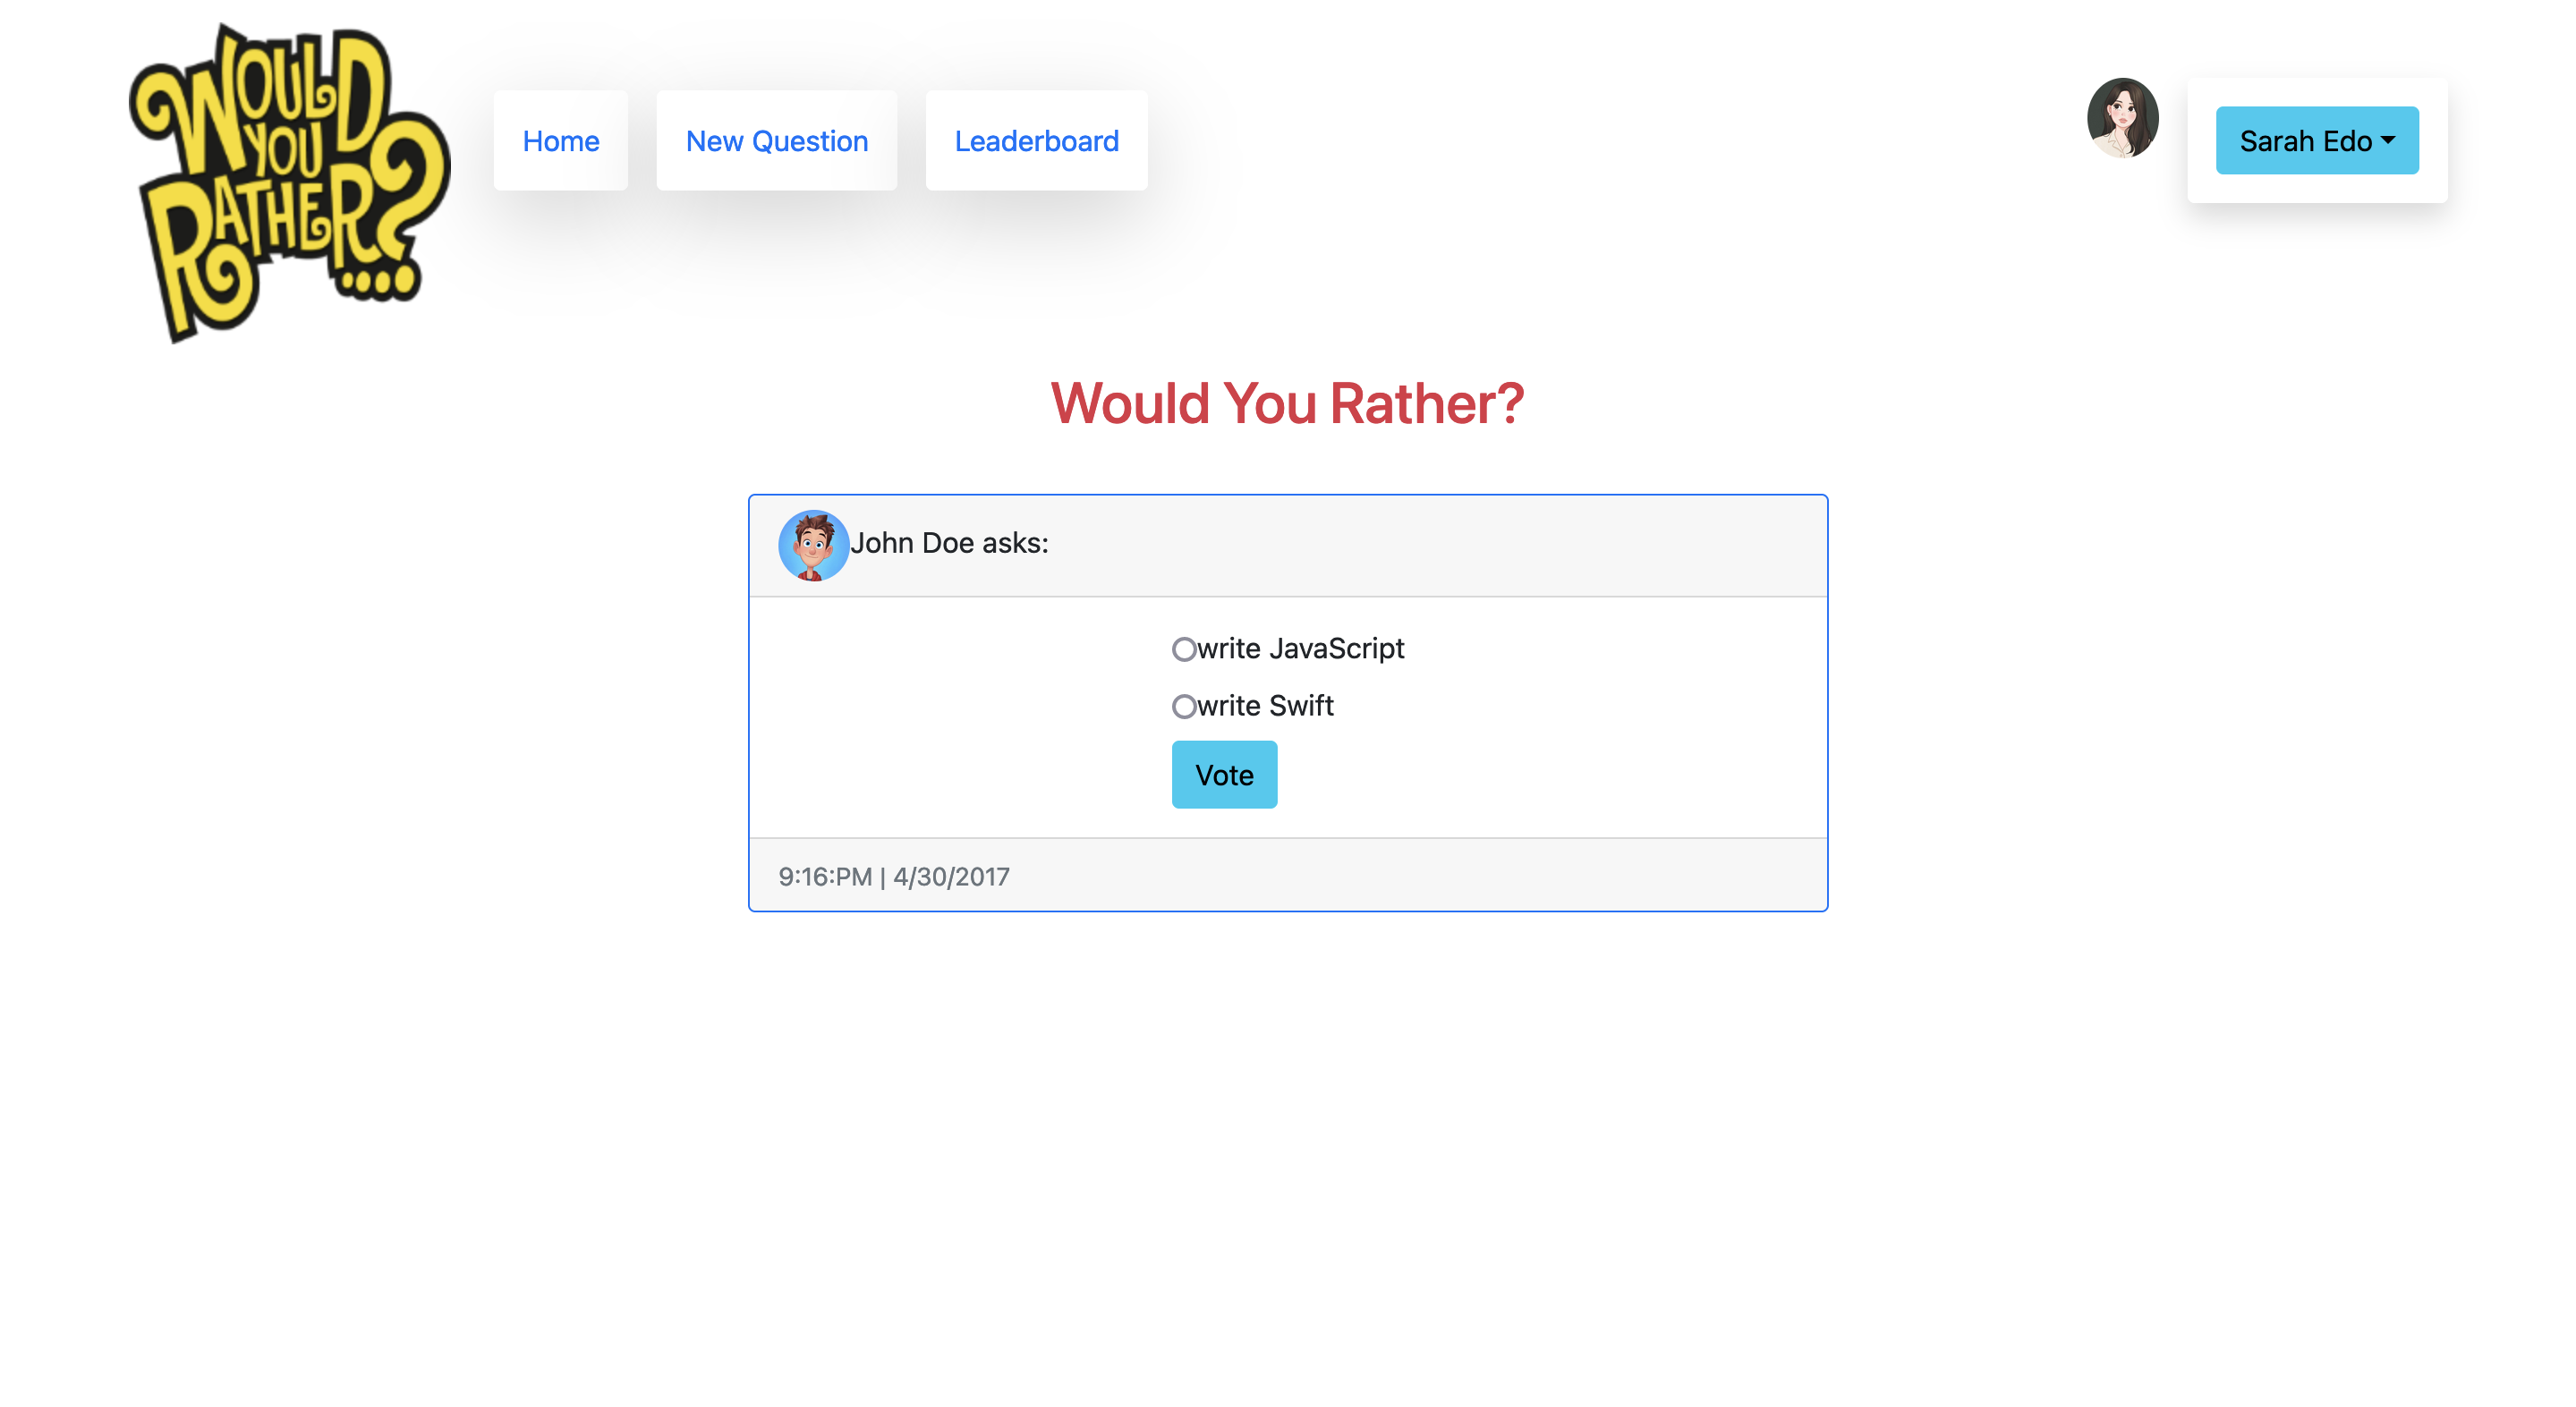 WOULD
YOU
RATHER?....
Home
New Question
Leaderboard
Sarah Edo
Would You Rather?
John Doe asks:
write JavaScript
write Swift
Vote
9:16:PM | 4/30/2017